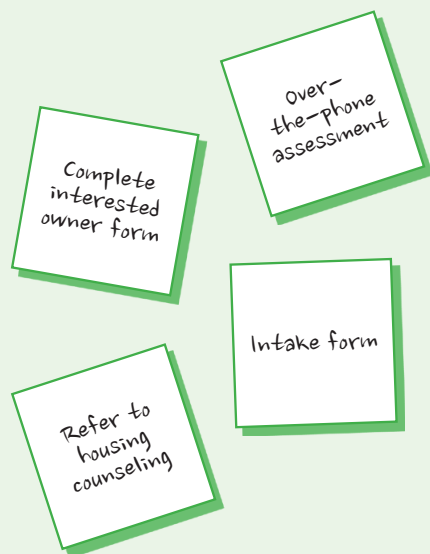 Over-
the-phone
assessment
Complete
interested
owner form
Intake form
Refer to
housing
counseling